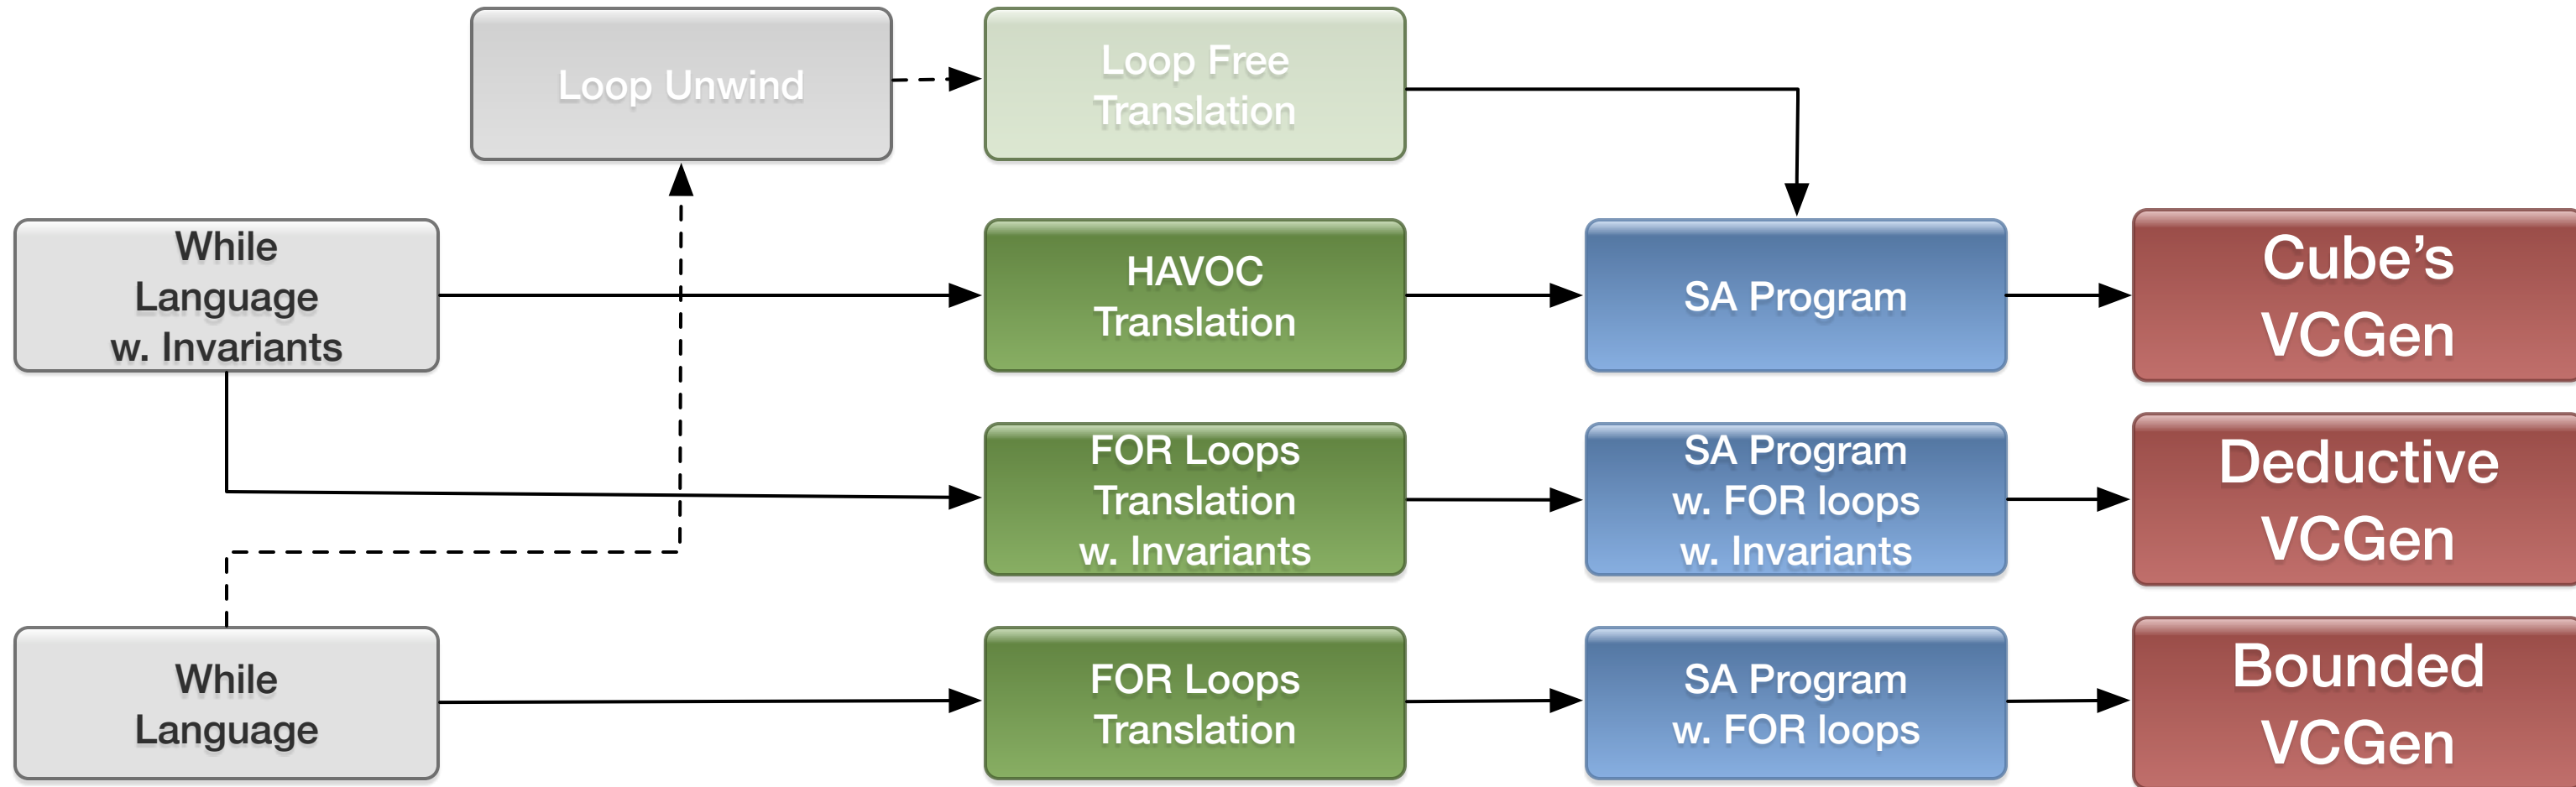 Loop Unwind
Loop Free
Translation
While
Language
w. Invariants
HAVOC
Translation
SA Program
Cube’s
VCGen
FOR Loops
Translation
w. Invariants
SA Program
w. FOR loops
w. Invariants
Deductive
VCGen
While
Language
FOR Loops
Translation
SA Program
w. FOR loops
Bounded
VCGen